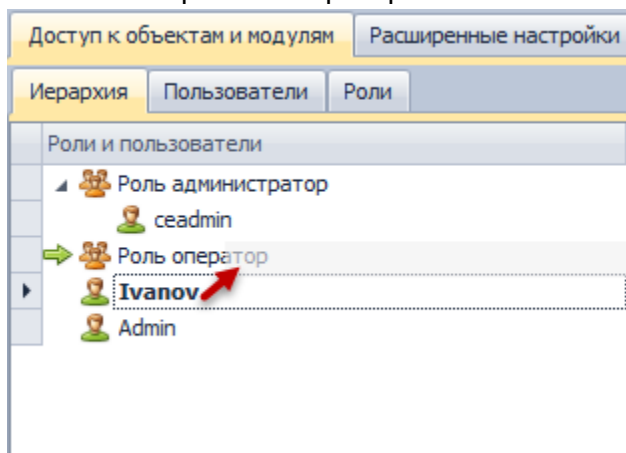 Доступ к объектам и модулям Расширенные настройки
Иерархия Пользователи Роли
Роли и пользователи
Роль администратор
ceadmin
Роль оператор
Ivanov
Admin